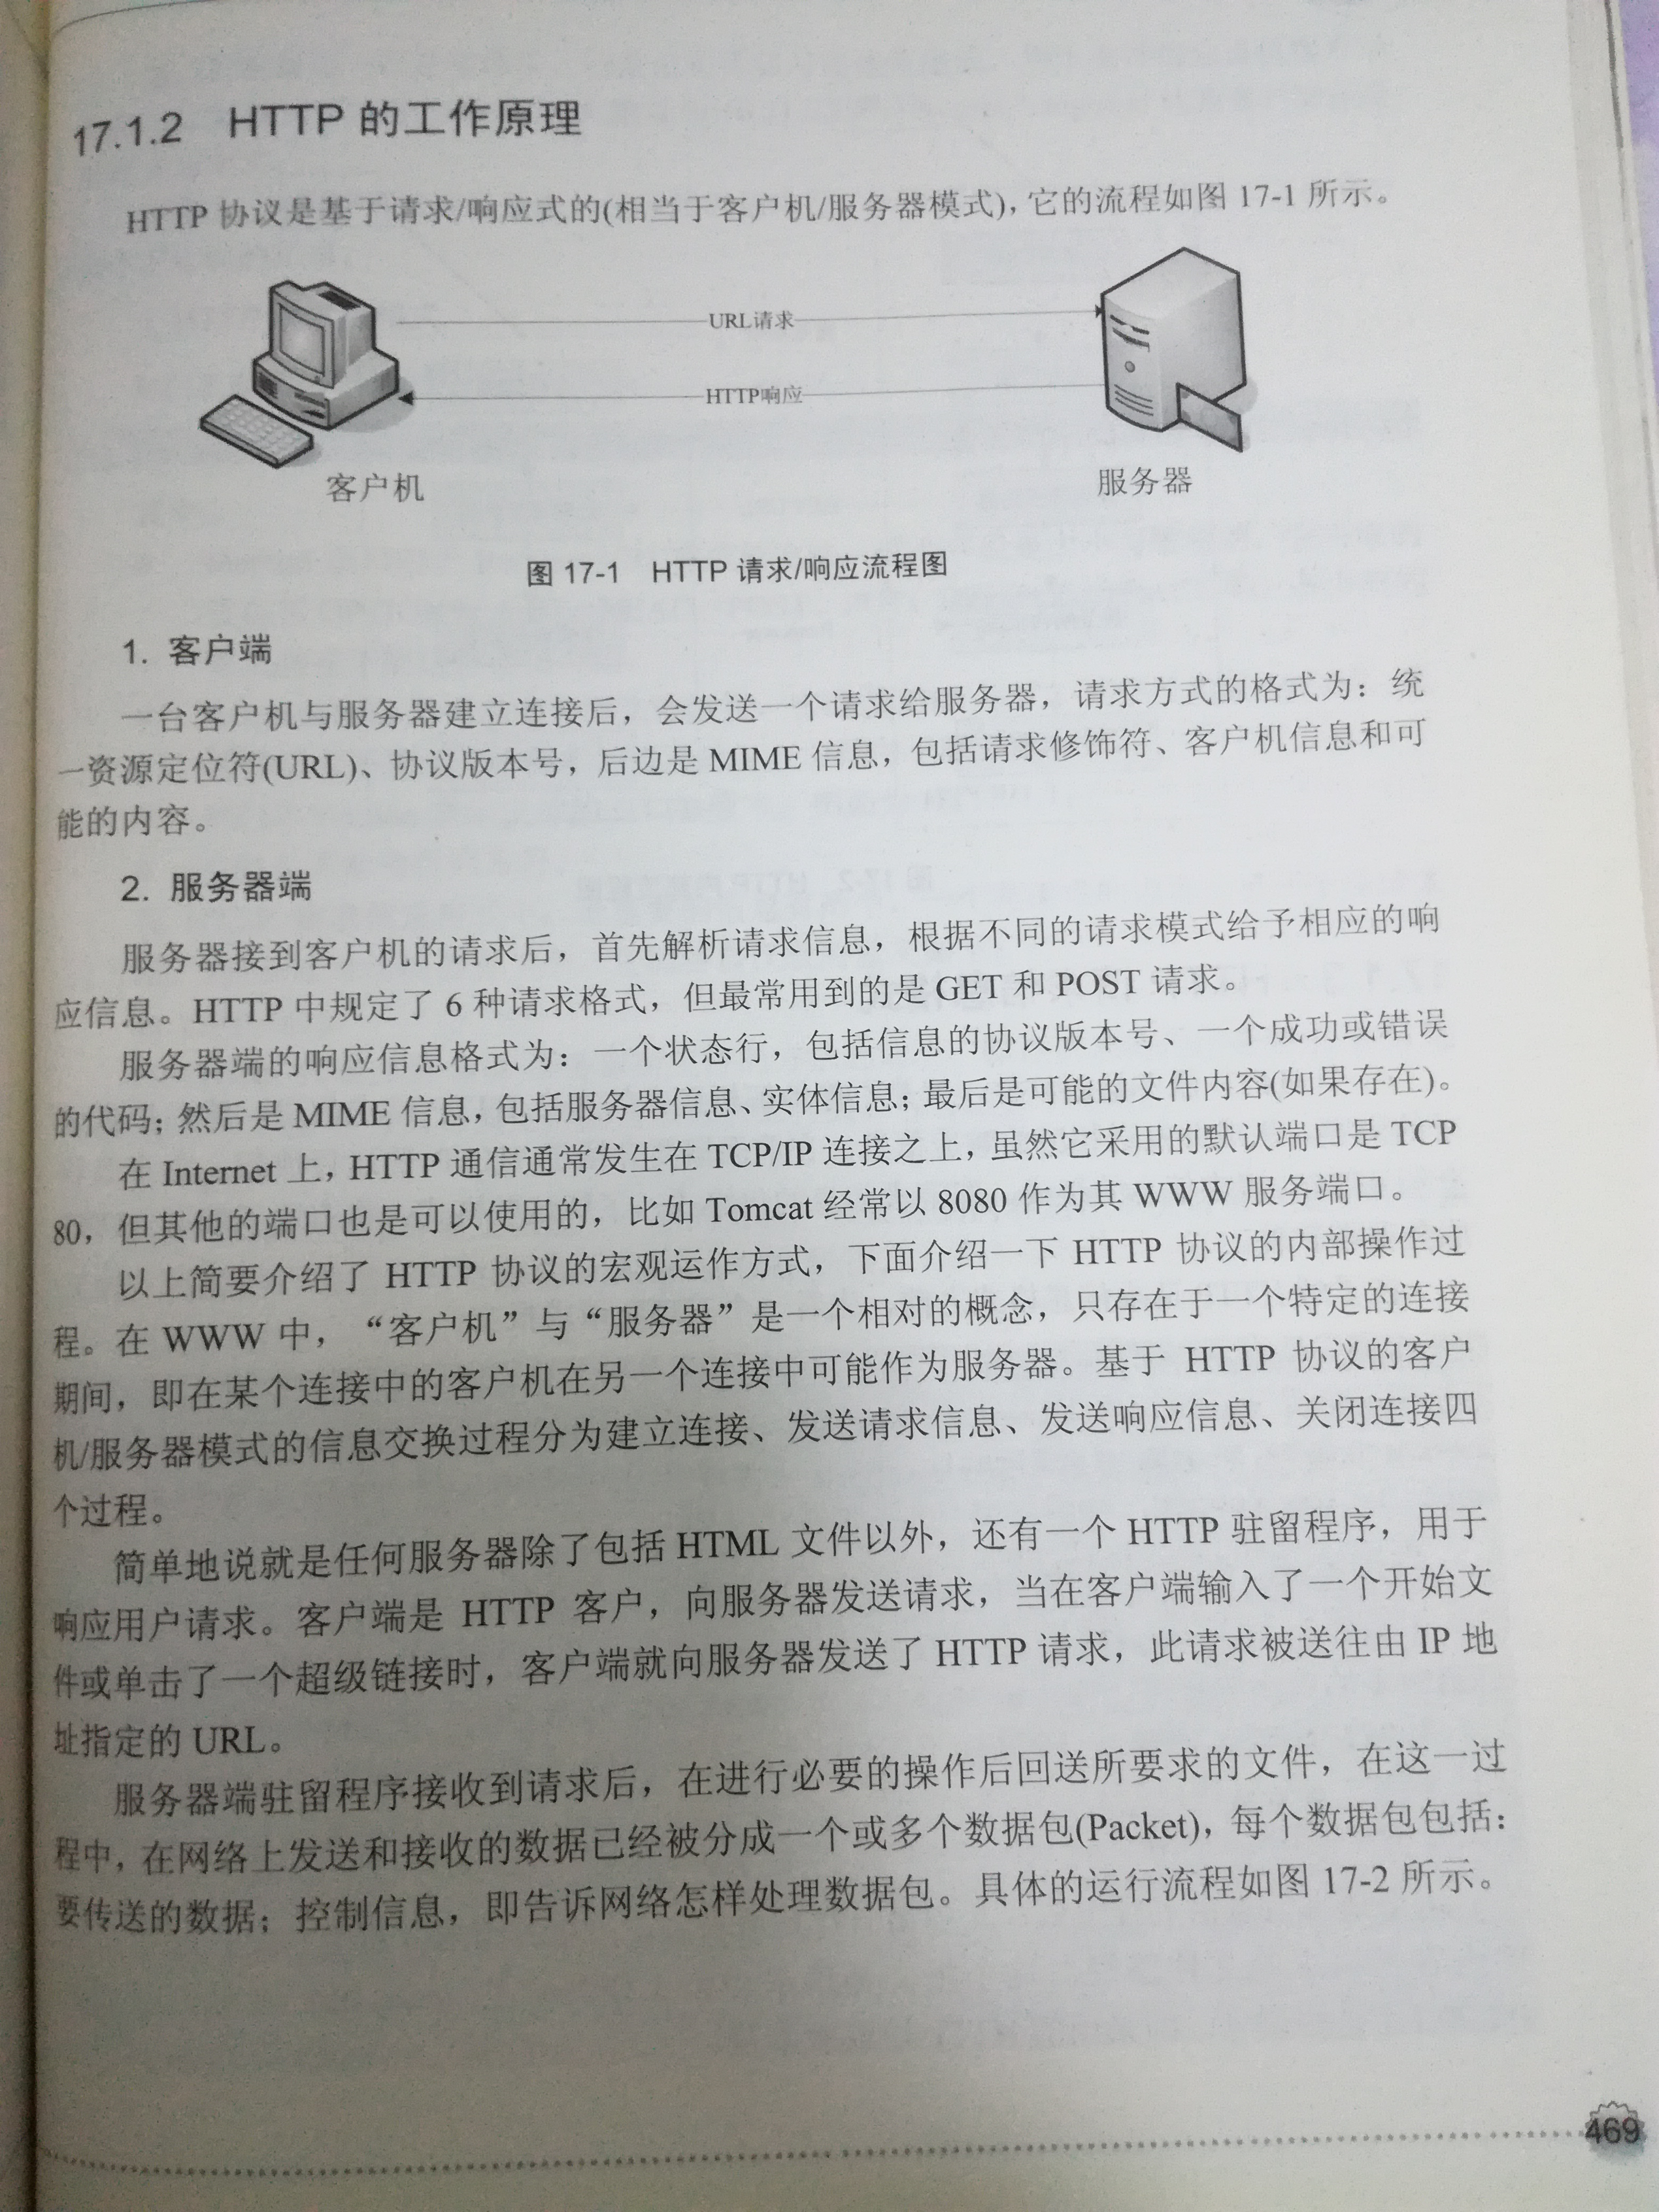 17.1.2 HTTP 的工作原理
HTTP 协议是基于请求/响应式的(相当于客户机/服务器模式)，它的流程如图 17-1 所示。
URL请求
HTTP响应
客户机
服务器
图 17-1 HTTP 请求/响应流程图
1. 客户端
一台客户机与服务器建立连接后，会发送一个请求给服务器，请求方式的格式为：统
一资源定位符(URL)、协议版本号，后边是 MIME 信息，包括请求修饰符、客户机信息和可
能的内容。
2. 服务器端
服务器接到客户机的请求后，首先解析请求信息，根据不同的请求模式给予相应的响
应信息。HTTP 中规定了 6 种请求格式，但最常用到的是 GET 和 POST 请求。
服务器端的响应信息格式为：一个状态行，包括信息的协议版本号、一个成功或错误
的代码；然后是 MIME 信息，包括服务器信息、实体信息；最后是可能的文件内容(如果存在)。
在 Internet 上，HTTP 通信通常发生在 TCP/IP 连接之上，虽然它采用的默认端口是 TCP
80，但其他的端口也是可以使用的，比如 Tomcat 经常以 8080 作为其 WWW 服务端口。
以上简要介绍了 HTTP 协议的宏观运作方式，下面介绍一下 HTTP 协议的内部操作过
程。在 WWW 中，“客户机”与“服务器”是一个相对的概念，只存在于一个特定的连接
期间，即在某个连接中的客户机在另一个连接中可能作为服务器。基于 HTTP 协议的客户
机/服务器模式的信息交换过程分为建立连接、发送请求信息、发送响应信息、关闭连接四
个过程。
简单地说就是任何服务器除了包括 HTML 文件以外，还有一个 HTTP 驻留程序，用于
响应用户请求。客户端是 HTTP 客户，向服务器发送请求，当在客户端输入了一个开始文
件或单击了一个超级链接时，客户端就向服务器发送了 HTTP 请求，此请求被送往由 IP 地
址指定的 URL。
服务器端驻留程序接收到请求后，在进行必要的操作后回送所要求的文件，在这一过
程中，在网络上发送和接收的数据已经被分成一个或多个数据包(Packet)，每个数据包包括：
要传送的数据；控制信息，即告诉网络怎样处理数据包。具体的运行流程如图 17-2 所示。
469